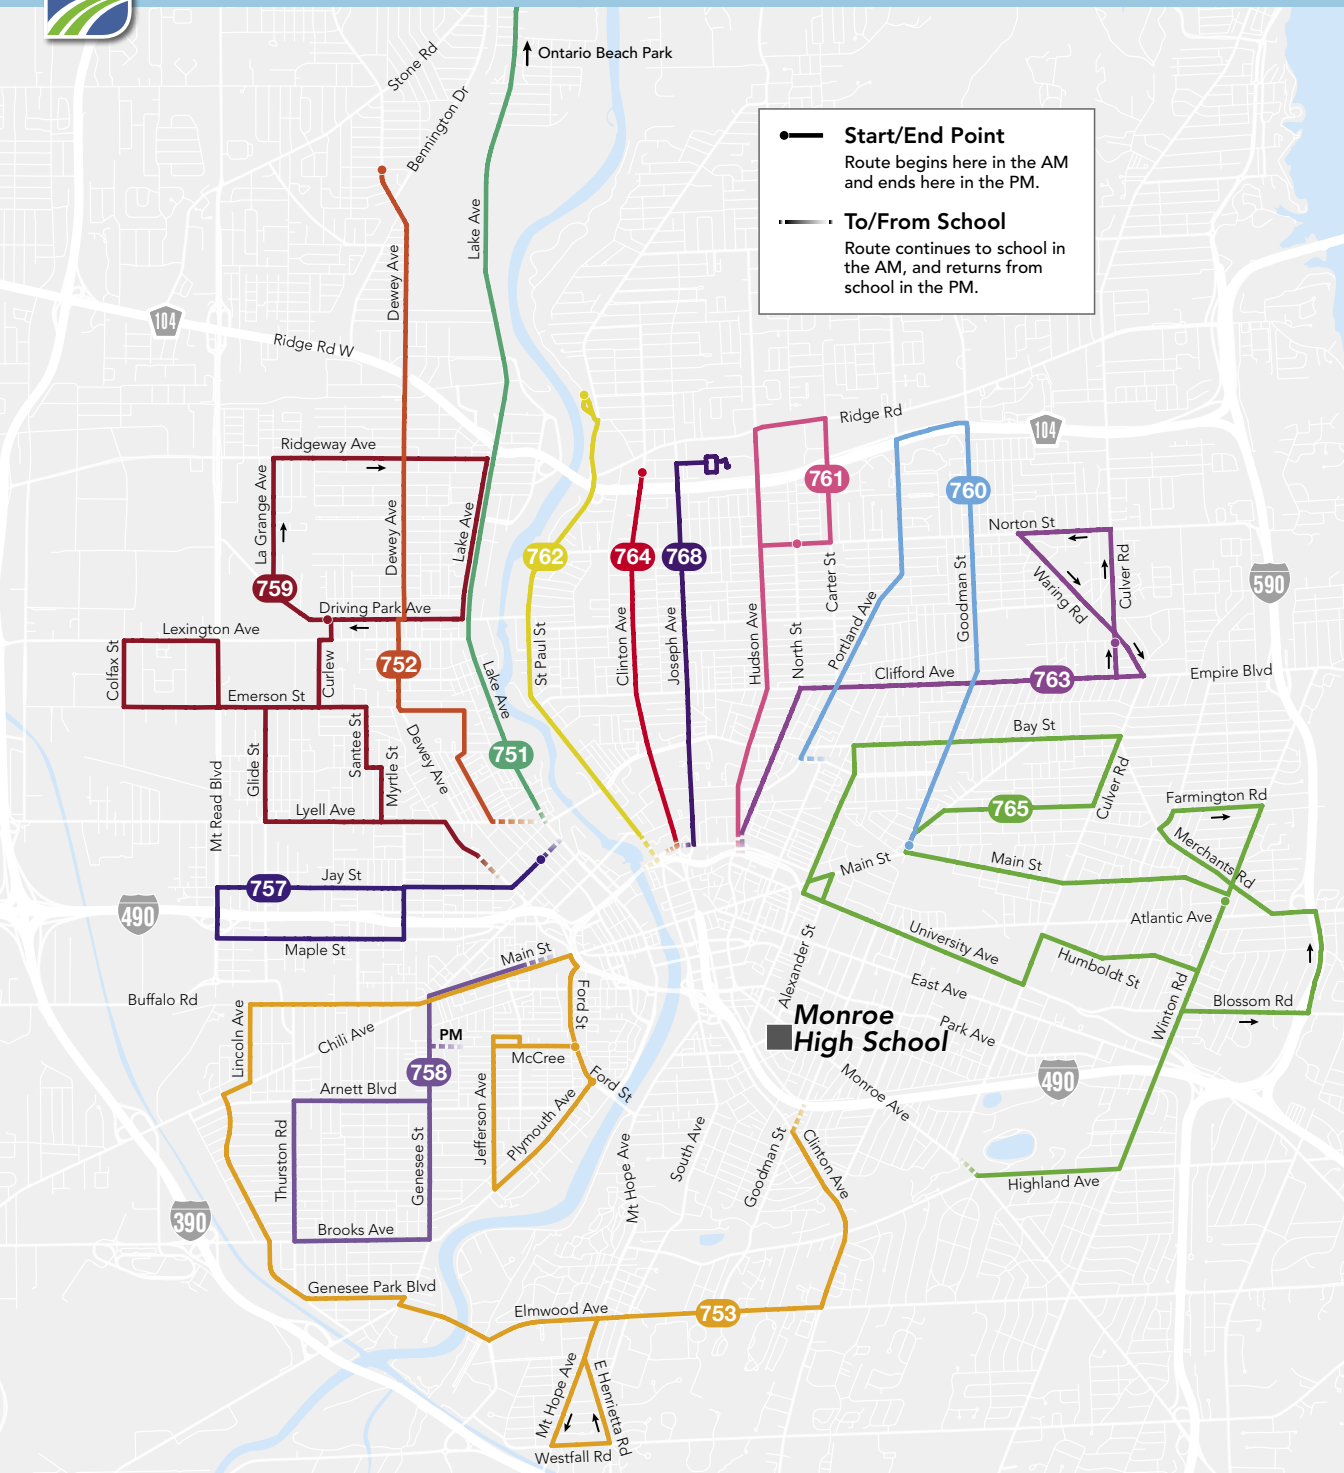 Stone Rd
Ontario Beach Park
Bennington Dr
Start/End Point
Route begins here in the AM
and ends here in the PM.
To/From School
Route continues to school in
the AM, and returns from
school in the PM.
Lake Ave
Dewey Ave
104
Ridge Rd W
Ridge Rd
104
Ridgeway Ave
761
760
La Grange Ave
Dewey Ave
Lake Ave
Norton St
762
764
768
Culver Rd
590
759
Waring Rd
Driving Park Ave
Carter St
Portland Ave
Goodman St
Lexington Ave
Colfax St
Curlew
752
St Paul St
Clinton Ave
Joseph Ave
Hudson Ave
North St
Clifford Ave
763
Empire Blvd
Emerson St
Lake Ave
Bay St
Santee St
Dewey Ave
751
Glide St
Myrtle St
Mt Read Blvd
Culver Rd
Farmington Rd
Lyell Ave
765
Merchants Rd
Main St
Main St
Jay St
757
490
Atlantic Ave
Maple St
Main St
University Ave
Humboldt St
Alexander St
East Ave
Buffalo Rd
Ford St
Winton Rd
Blossom Rd
Lincoln Ave
Chili Ave
PM
Monroe
High School
Park Ave
McCree
758
Ford St
490
Arnett Blvd
Monroe Ave
Jefferson Ave
Plymouth Ave
Thurston Rd
Genesee St
Mt Hope Ave
South Ave
Goodman St
Clinton Ave
Highland Ave
390
Brooks Ave
Genesee Park Blvd
Elmwood Ave
753
Mt Hope Ave
E Henrietta Rd
Westfall Rd